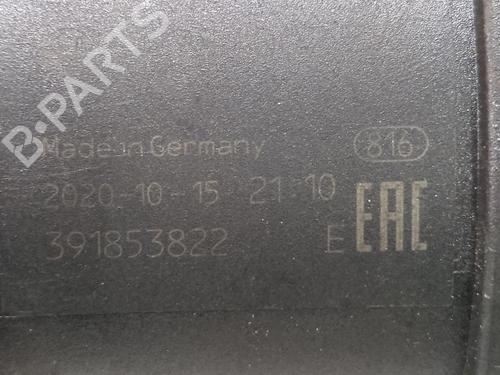 B-PARTS
Made in Germany
816
2020-10-15 21:10
391853822 E EAC